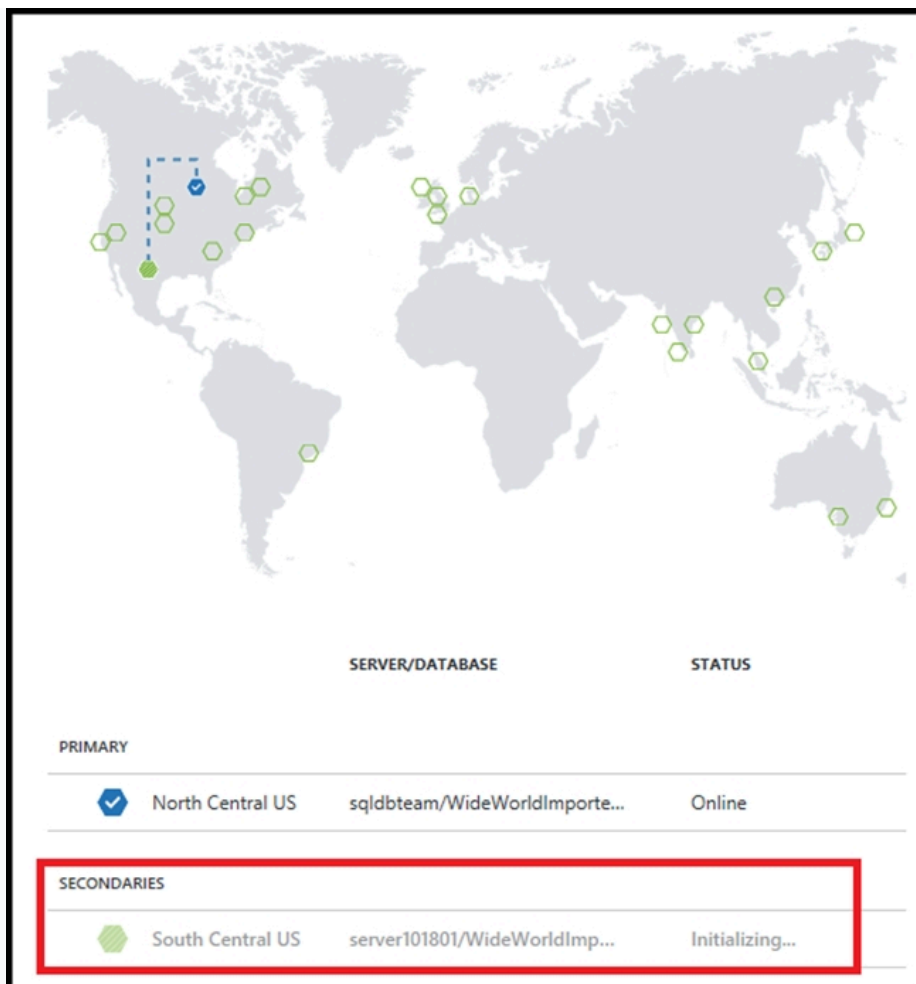 SERVER/DATABASE STATUS
PRIMARY
North Central US sqldbteam/WideWorldImporte... Online
SECONDARIES
South Central US server101801/WideWorldImp... Initializing...